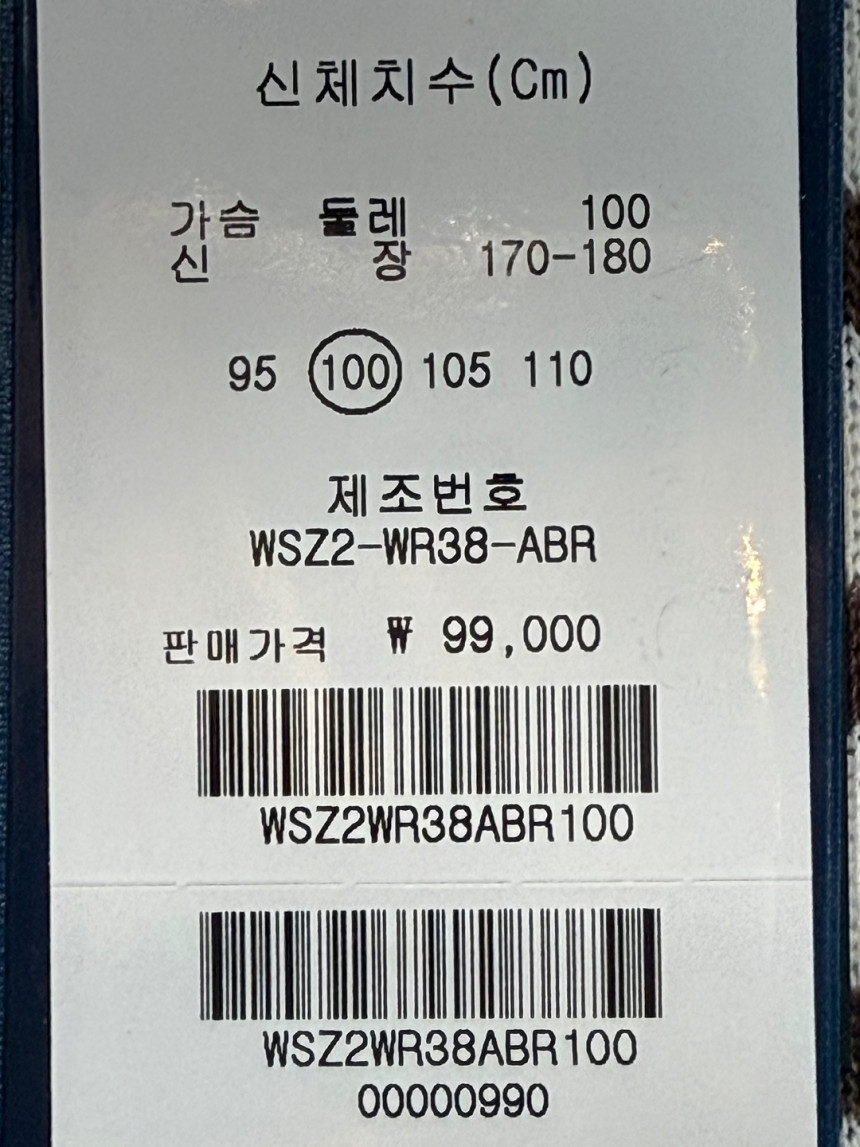 신체치수(Cm)
가슴 둘레 100
신 장 170-180
95 100 105 110
제조번호
WSZ2-WR38-ABR
판매가격 ₩ 99,000
WSZ2WR38ABR100
WSZ2WR38ABR100
00000990